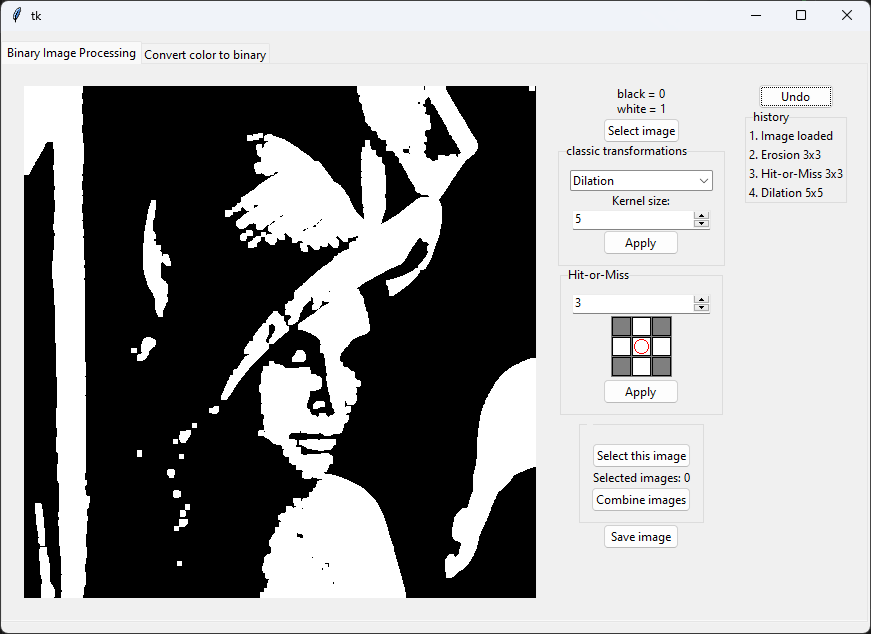 tk
Binary Image Processing
Convert color to binary
black = 0
white = 1
Select image
classic transformations
Dilation
Kernel size:
5
Apply
Hit-or-Miss
3
Apply
Select this image
Selected images: 0
Combine images
Save image
Undo
history
1. Image loaded
2. Erosion 3x3
3. Hit-or-Miss 3x3
4. Dilation 5x5